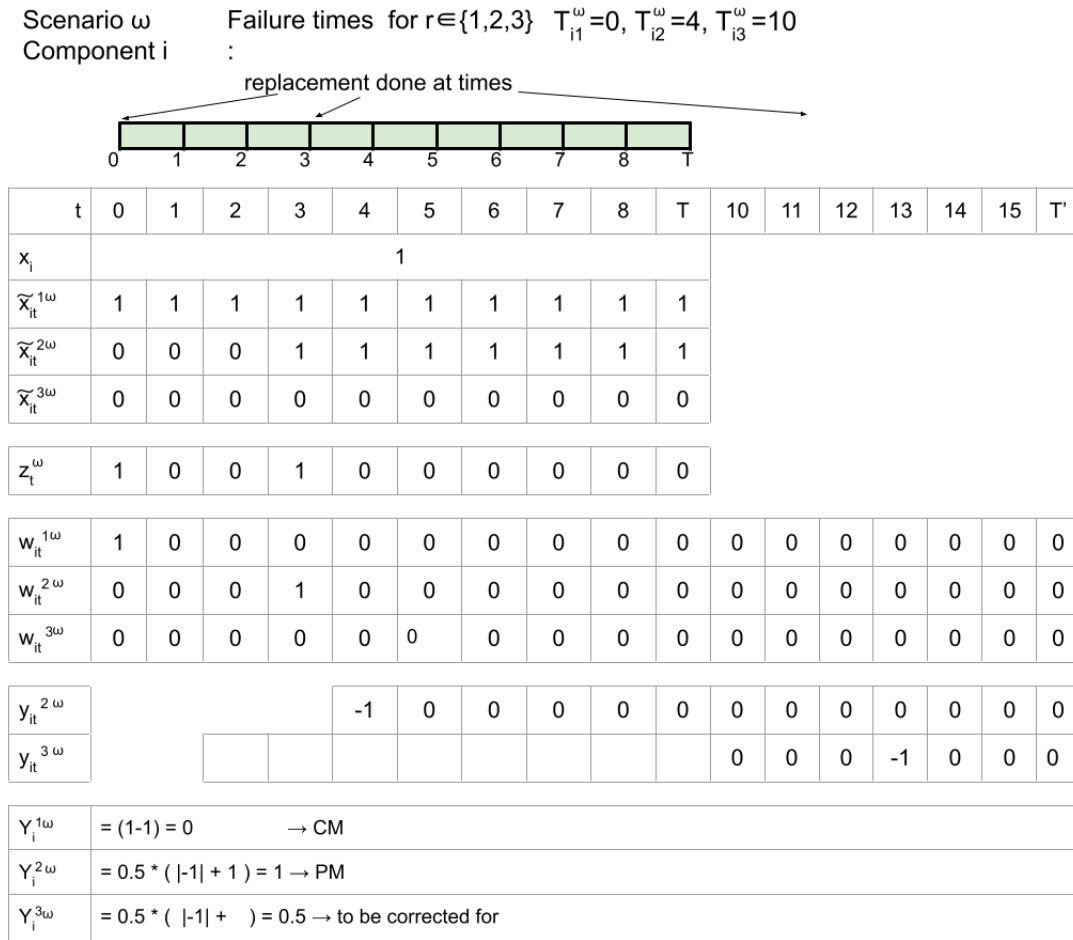 Scenario ω Failure times for r∈{1,2,3} T_i1^ω=0, T_i2^ω=4, T_i3^ω=10
Component i :
replacement done at times
0 1 2 3 4 5 6 7 8 T
t 0 1 2 3 4 5 6 7 8 T 10 11 12 13 14 15 T'
x_i 1
x̃_it^1ω 1 1 1 1 1 1 1 1 1 1
x̃_it^2ω 0 0 0 1 1 1 1 1 1 1
x̃_it^3ω 0 0 0 0 0 0 0 0 0 0
z_t^ω 1 0 0 1 0 0 0 0 0 0
w_it^1ω 1 0 0 0 0 0 0 0 0 0 0 0 0 0 0 0 0
w_it^2ω 0 0 0 1 0 0 0 0 0 0 0 0 0 0 0 0 0
w_it^3ω 0 0 0 0 0 0 0 0 0 0 0 0 0 0 0 0 0
y_it^2ω -1 0 0 0 0 0 0 0 0 0 0 0 0
y_it^3ω 0 0 0 -1 0 0 0
Y_i^1ω = (1-1) = 0 → CM
Y_i^2ω = 0.5 * ( |-1| + 1 ) = 1 → PM
Y_i^3ω = 0.5 * ( |-1| + ) = 0.5 → to be corrected for